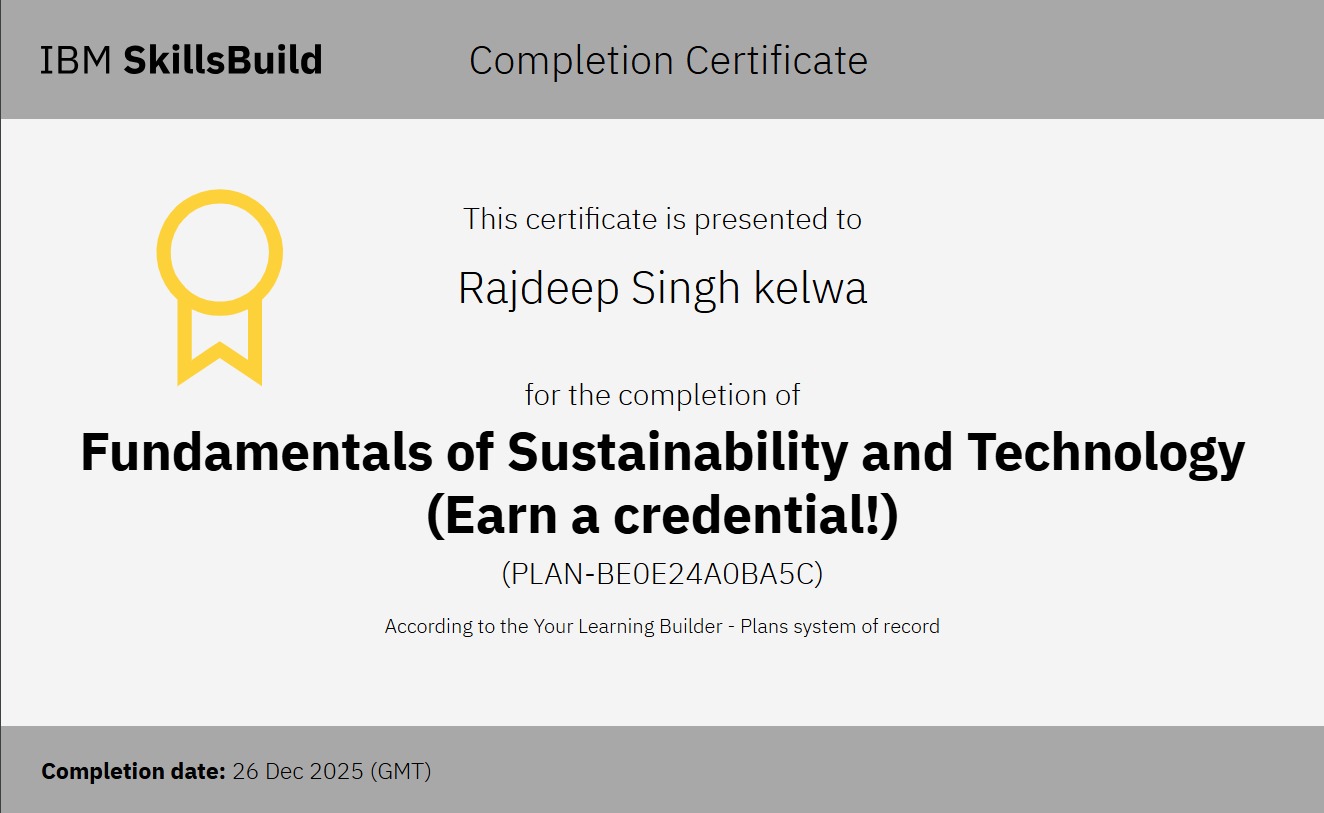 IBM SkillsBuild
Completion Certificate
This certificate is presented to
Rajdeep Singh kelwa
for the completion of
Fundamentals of Sustainability and Technology
(Earn a credential!)
(PLAN-BE0E24A0BA5C)
According to the Your Learning Builder - Plans system of record
Completion date: 26 Dec 2025 (GMT)